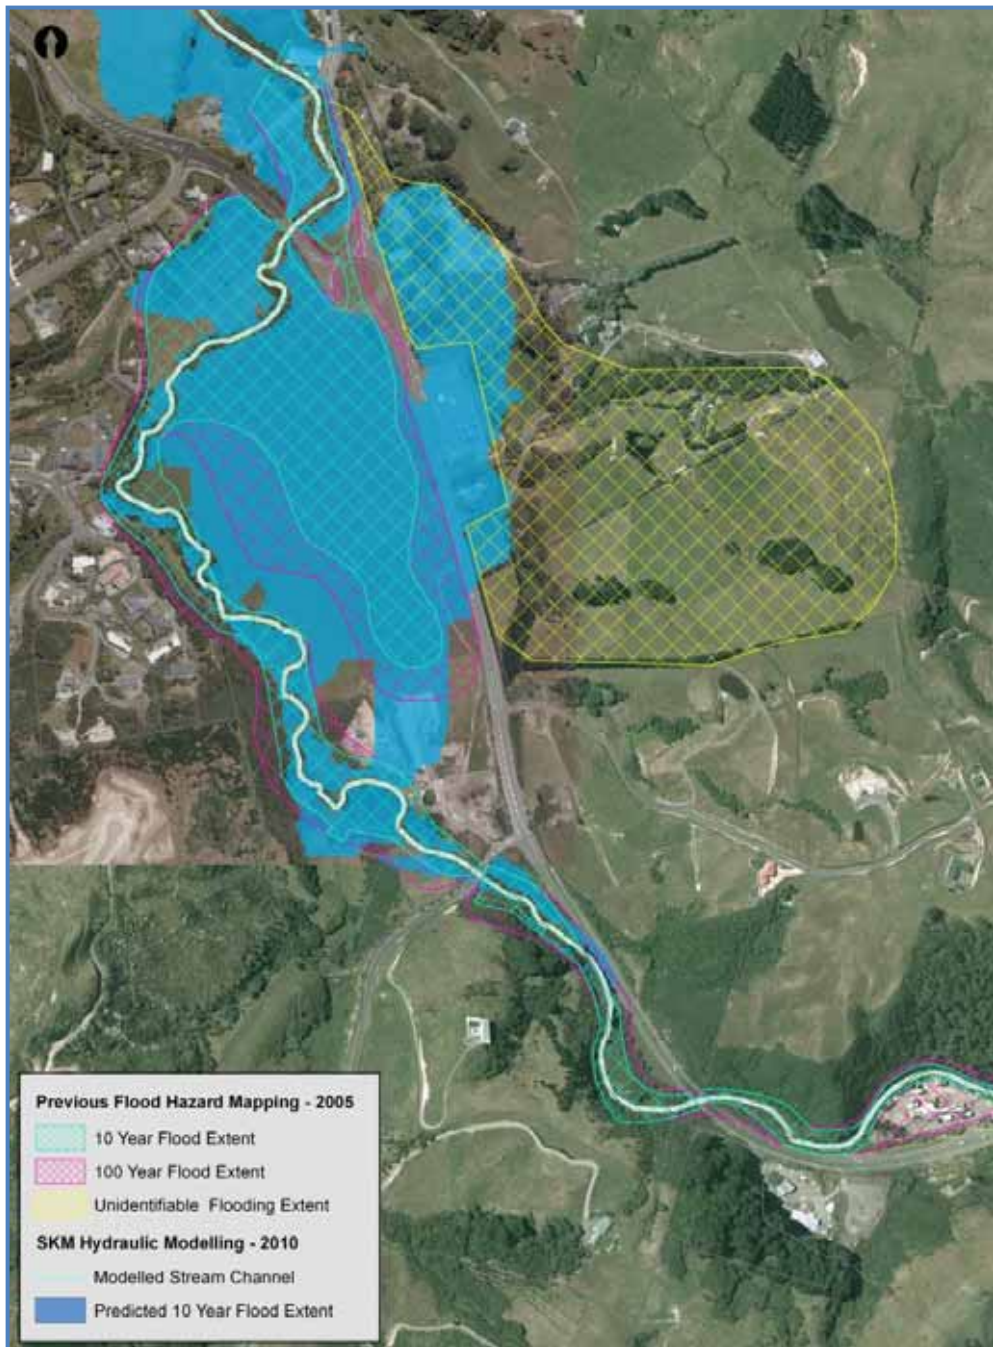 Previous Flood Hazard Mapping - 2005
10 Year Flood Extent
100 Year Flood Extent
Unidentifiable Flooding Extent
SKM Hydraulic Modelling - 2010
Modelled Stream Channel
Predicted 10 Year Flood Extent